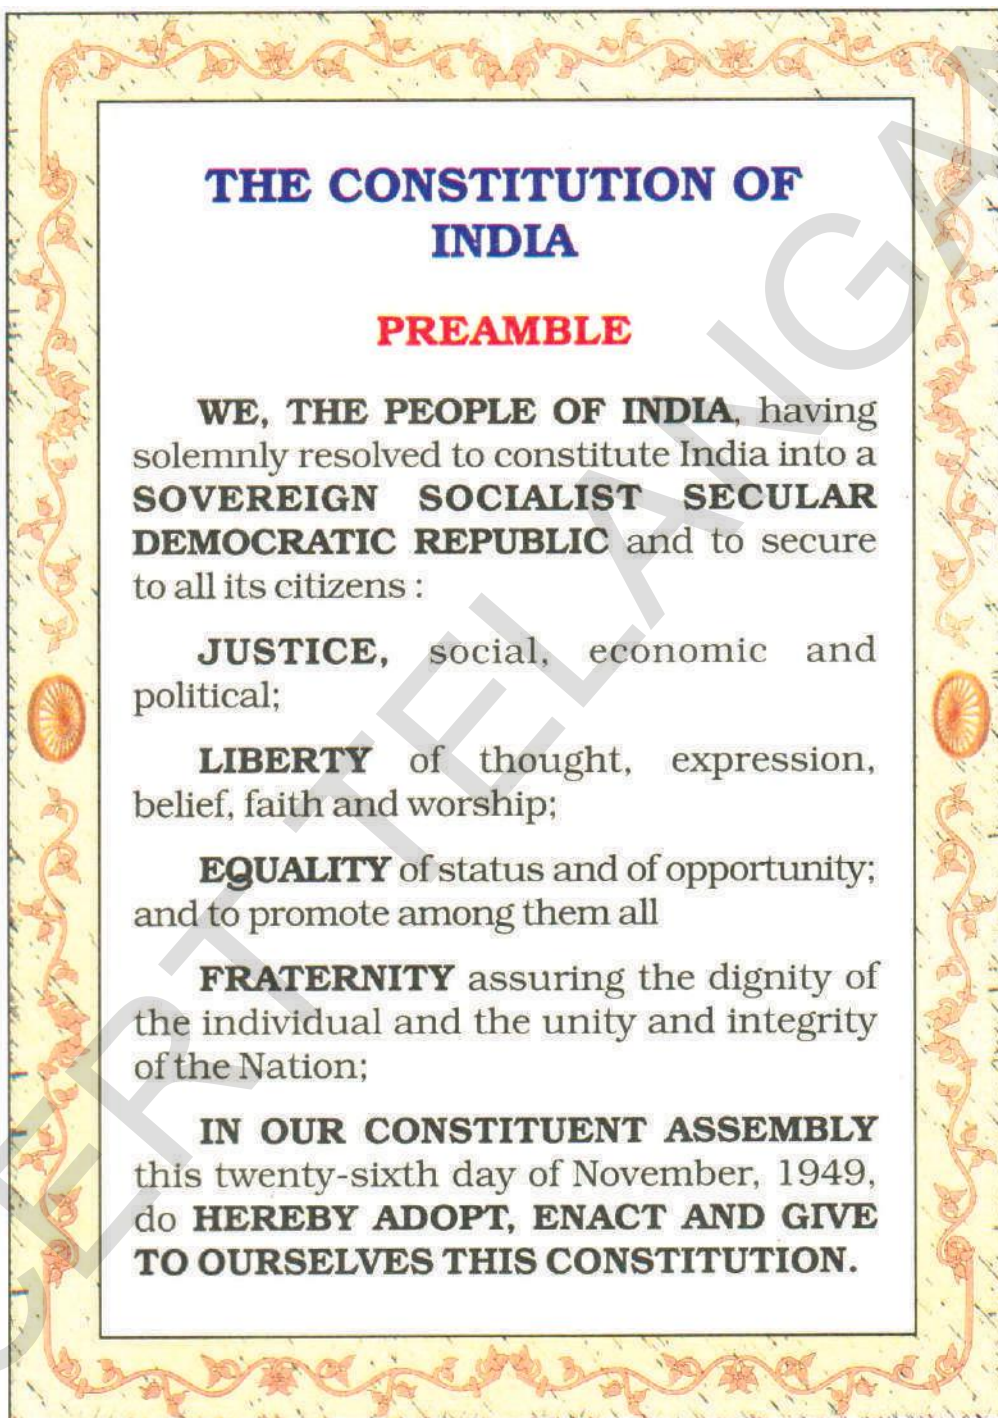 THE CONSTITUTION OF
INDIA
PREAMBLE
WE, THE PEOPLE OF INDIA, having
solemnly resolved to constitute India into a
SOVEREIGN SOCIALIST SECULAR
DEMOCRATIC REPUBLIC and to secure
to all its citizens :
JUSTICE, social, economic and
political;
LIBERTY of thought, expression,
belief, faith and worship;
EQUALITY of status and of opportunity;
and to promote among them all
FRATERNITY assuring the dignity of
the individual and the unity and integrity
of the Nation;
IN OUR CONSTITUENT ASSEMBLY
this twenty-sixth day of November, 1949,
do HEREBY ADOPT, ENACT AND GIVE
TO OURSELVES THIS CONSTITUTION.
CERT TELANGA